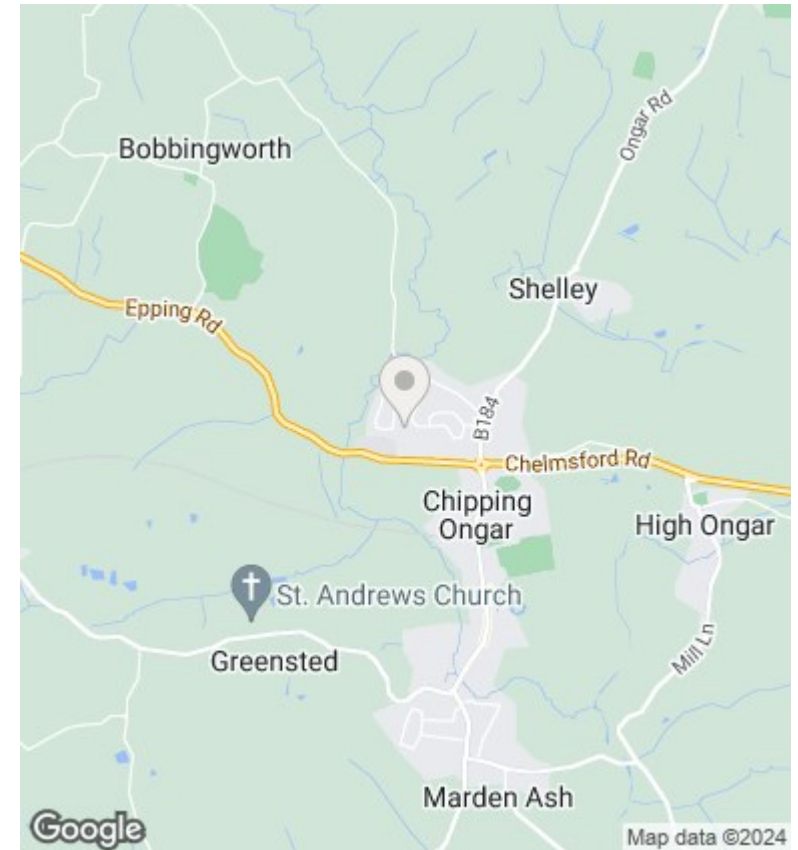 Bobbingworth
Ongar Rd
Shelley
Epping Rd
B184
Chelmsford Rd
Chipping
Ongar
High Ongar
St. Andrews Church
Greensted
Mill Ln
Marden Ash
Google
Map data ©2024